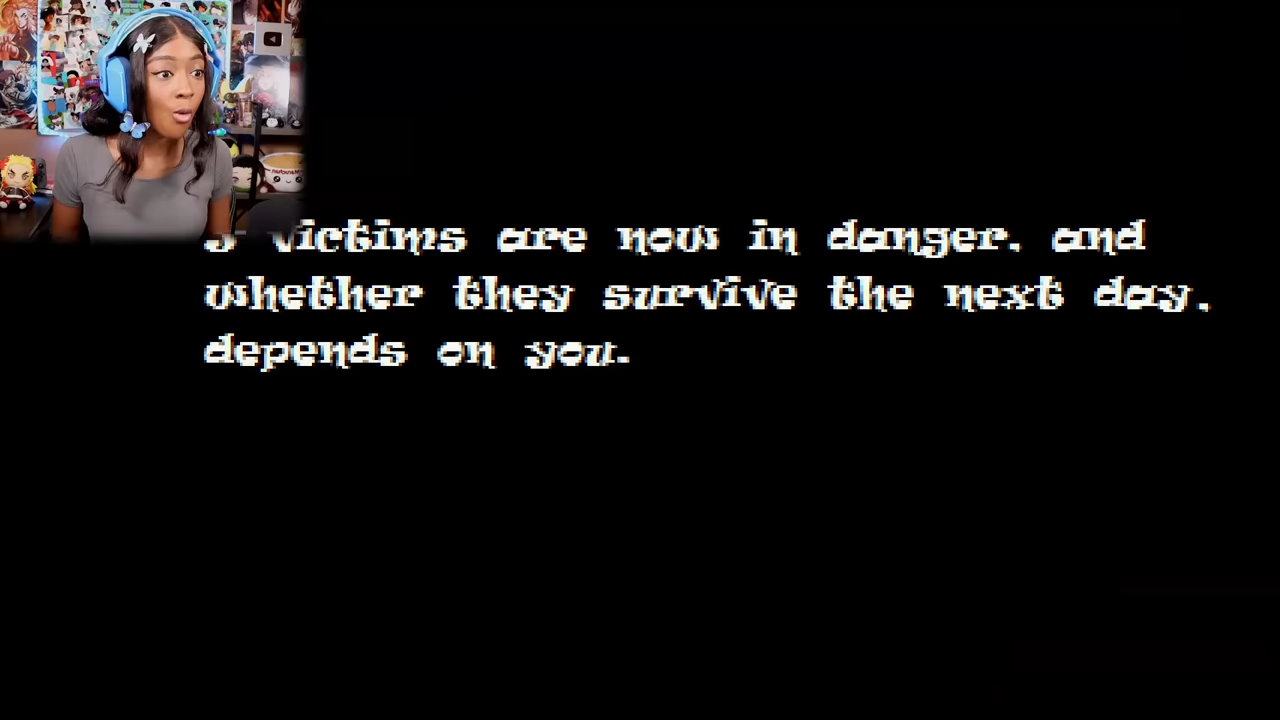 victims are now in danger. and
whether they survive the next day.
depends on you.